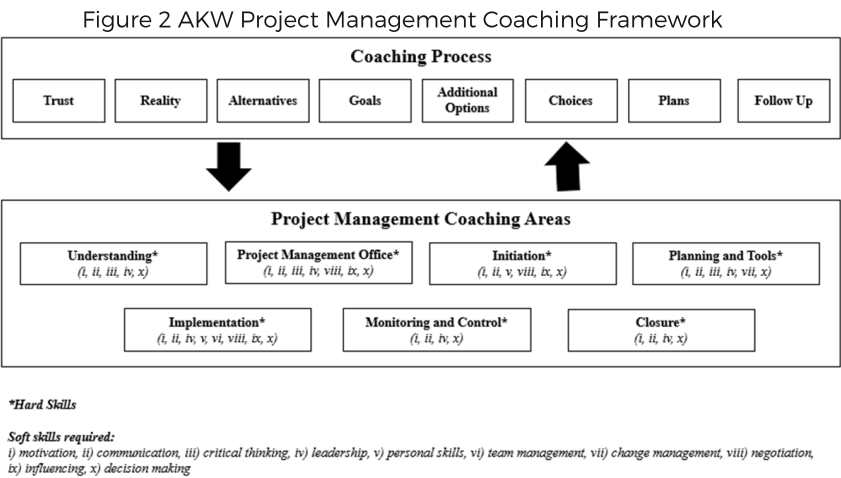 Figure 2 AKW Project Management Coaching Framework
Coaching Process
Trust
Reality
Alternatives
Goals
Additional
Options
Choices
Plans
Follow Up
Project Management Coaching Areas
Understanding*
(i, ii, iii, iv, x)
Project Management Office*
(i, ii, iii, iv, viii, ix, x)
Initiation*
(i, ii, v, viii, ix, x)
Planning and Tools*
(i, ii, iii, iv, vii, x)
Implementation*
(i, ii, iv, v, vi, viii, ix, x)
Monitoring and Control*
(i, ii, iv, x)
Closure*
(i, ii, iv, x)
*Hard Skills
Soft skills required:
i) motivation, ii) communication, iii) critical thinking, iv) leadership, v) personal skills, vi) team management, vii) change management, viii) negotiation,
ix) influencing, x) decision making